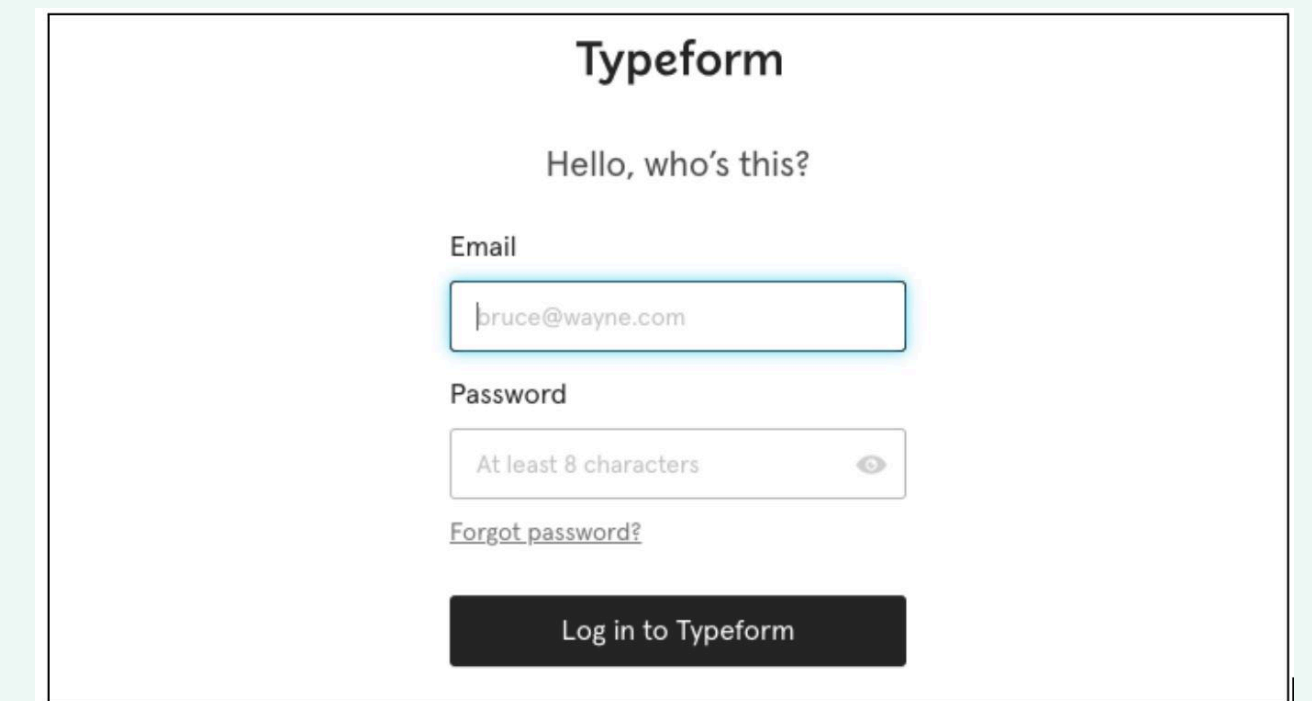 Typeform
Hello, who’s this?
Email
bruce@wayne.com
Password
At least 8 characters
Forgot password?
Log in to Typeform